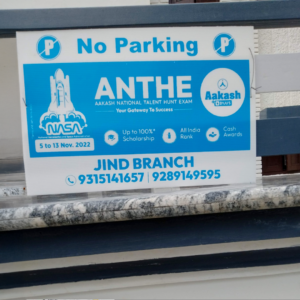 P No Parking P
ANTHE
AAKASH NATIONAL TALENT HUNT EXAM
Your Gateway To Success
Aakash
BYJU'S
NASA
5 to 13 Nov. 2022
Up to 100%*
Scholarship
All India
Rank
Cash
Awards
JIND BRANCH
9315141657 | 9289149595